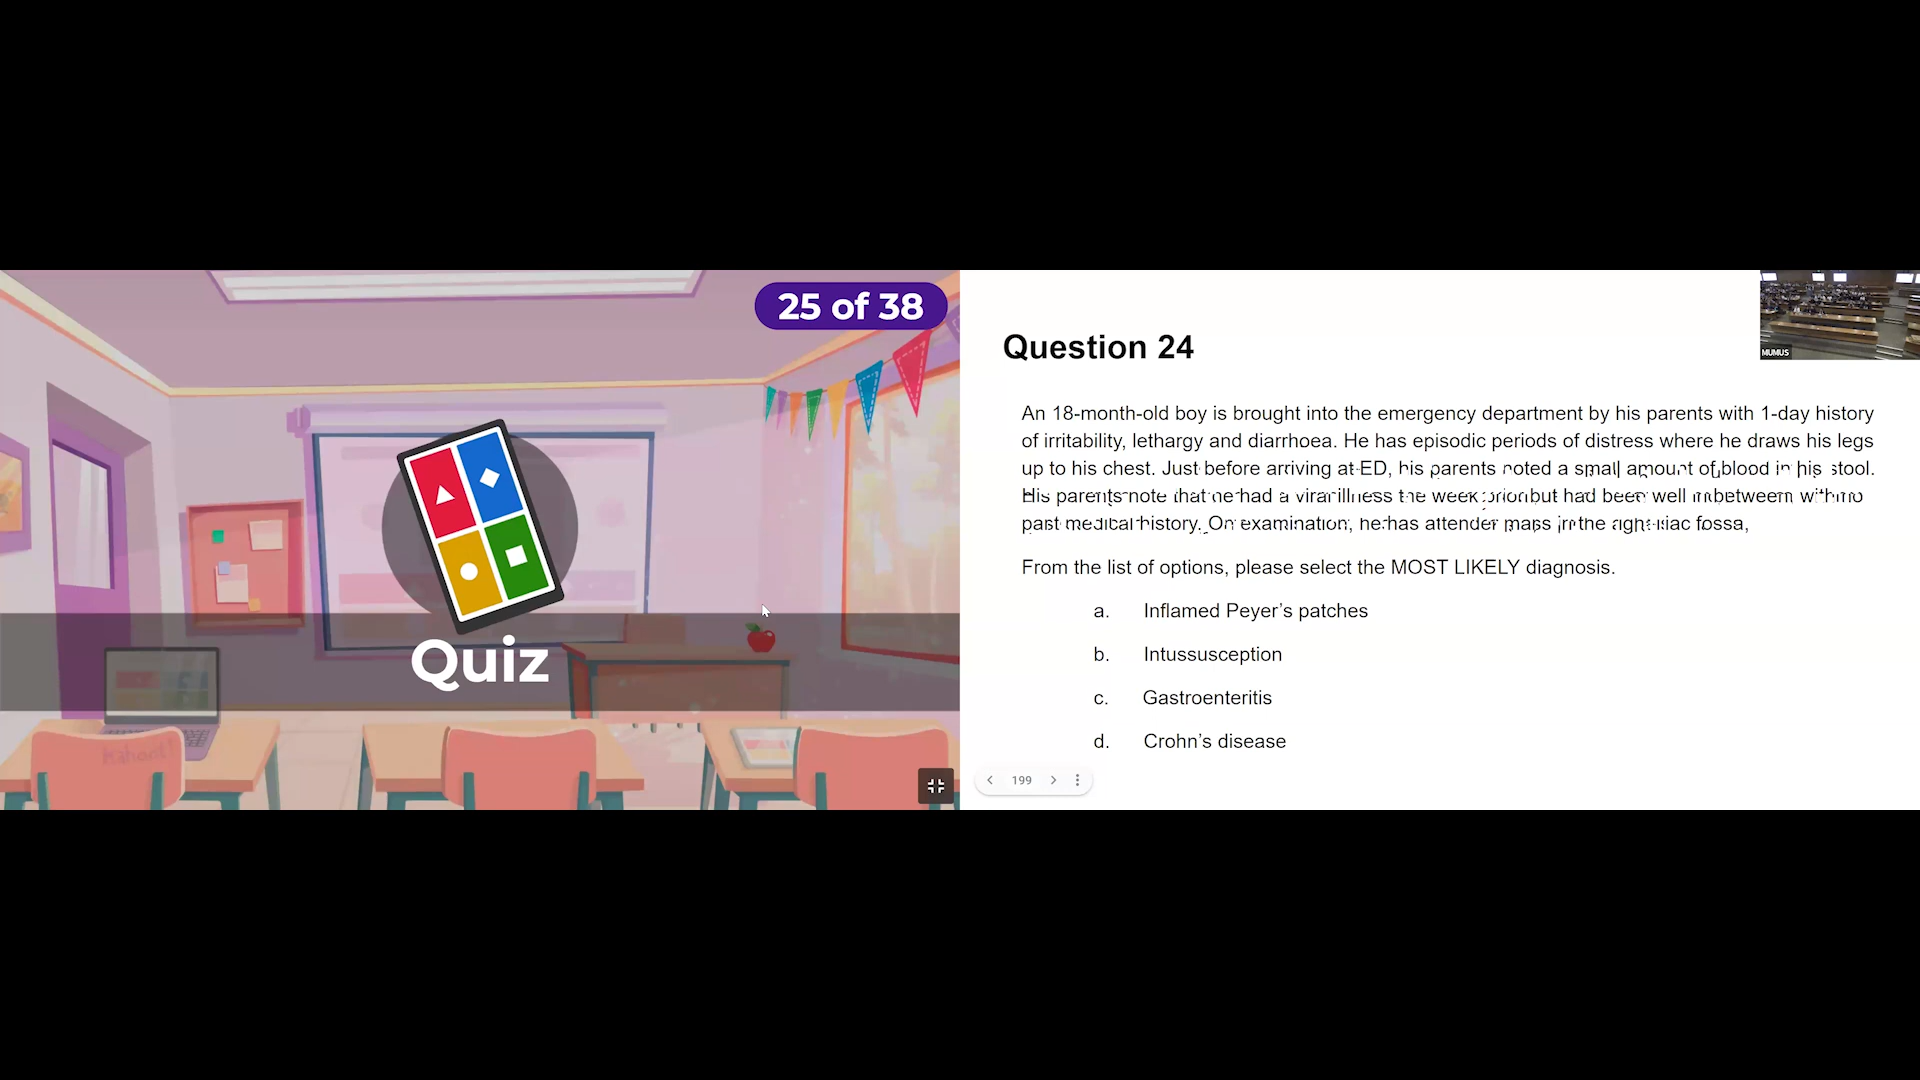 25 of 38
Quiz
Kahoot!
MUMUS
Question 24
An 18-month-old boy is brought into the emergency department by his parents with 1-day history
of irritability, lethargy and diarrhoea. He has episodic periods of distress where he draws his legs
up to his chest. Just before arriving at ED, his parents noted a small amount of blood in his stool.
His parents note that he had a viral illness the week prior but had been well in between with no
past medical history. On examination, he has a tender mass in the right iliac fossa,
From the list of options, please select the MOST LIKELY diagnosis.
a. Inflamed Peyer's patches
b. Intussusception
c. Gastroenteritis
d. Crohn's disease
199